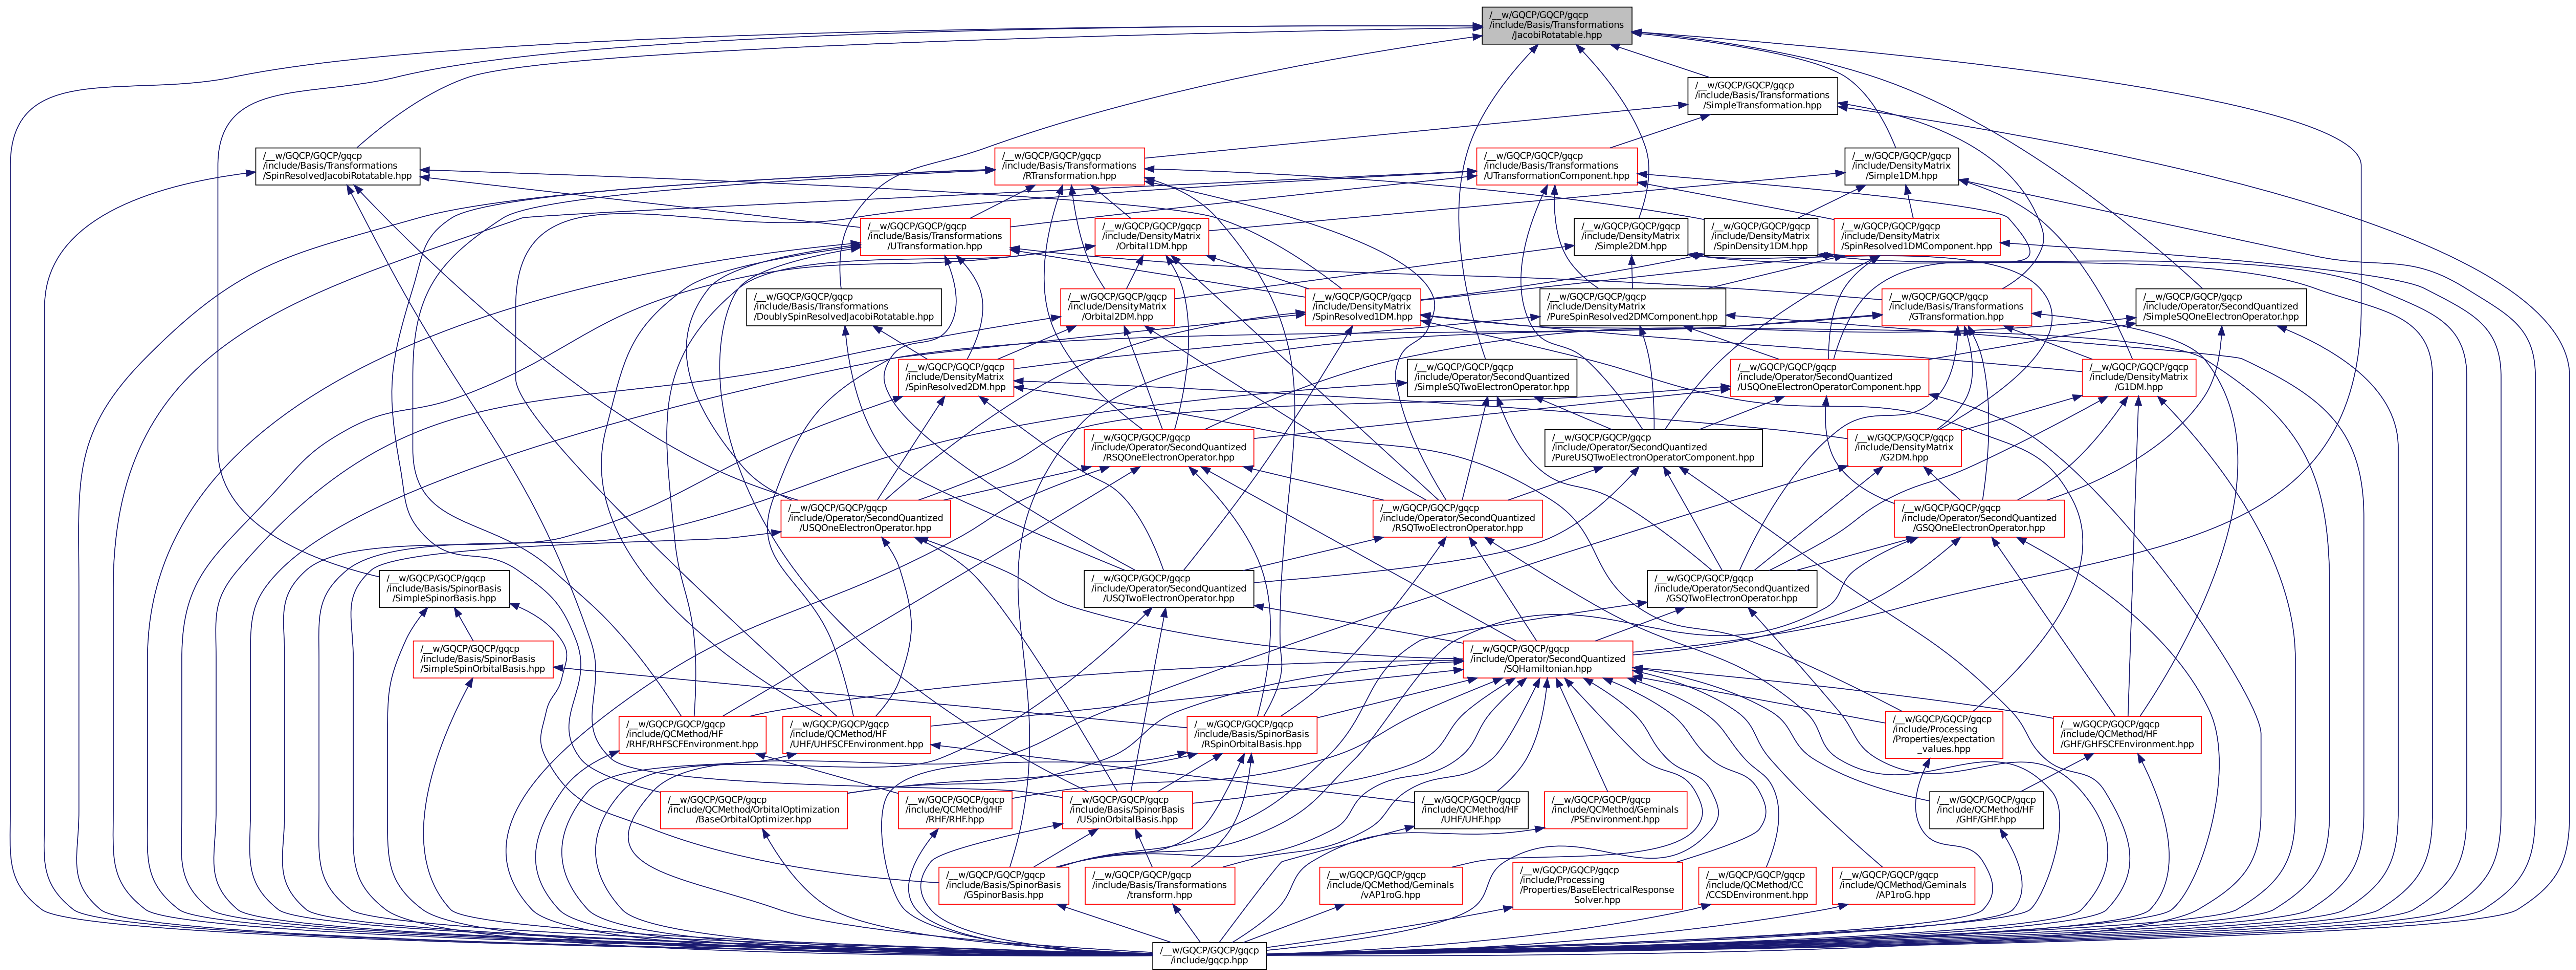 /__w/GQCP/GQCP/gqcp
/include/Basis/Transformations
/JacobiRotatable.hpp
/__w/GQCP/GQCP/gqcp
/include/Basis/Transformations
/SimpleTransformation.hpp
/__w/GQCP/GQCP/gqcp
/include/Basis/Transformations
/SpinResolvedJacobiRotatable.hpp
/__w/GQCP/GQCP/gqcp
/include/Basis/Transformations
/RTransformation.hpp
/__w/GQCP/GQCP/gqcp
/include/Basis/Transformations
/UTransformationComponent.hpp
/__w/GQCP/GQCP/gqcp
/include/DensityMatrix
/Simple1DM.hpp
/__w/GQCP/GQCP/gqcp
/include/Basis/Transformations
/UTransformation.hpp
/__w/GQCP/GQCP/gqcp
/include/DensityMatrix
/Orbital1DM.hpp
/__w/GQCP/GQCP/gqcp
/include/DensityMatrix
/Simple2DM.hpp
/__w/GQCP/GQCP/gqcp
/include/DensityMatrix
/SpinDensity1DM.hpp
/__w/GQCP/GQCP/gqcp
/include/DensityMatrix
/SpinResolved1DMComponent.hpp
/__w/GQCP/GQCP/gqcp
/include/Basis/Transformations
/DoublySpinResolvedJacobiRotatable.hpp
/__w/GQCP/GQCP/gqcp
/include/DensityMatrix
/Orbital2DM.hpp
/__w/GQCP/GQCP/gqcp
/include/DensityMatrix
/SpinResolved1DM.hpp
/__w/GQCP/GQCP/gqcp
/include/DensityMatrix
/PureSpinResolved2DMComponent.hpp
/__w/GQCP/GQCP/gqcp
/include/Basis/Transformations
/GTransformation.hpp
/__w/GQCP/GQCP/gqcp
/include/Operator/SecondQuantized
/SimpleSQOneElectronOperator.hpp
/__w/GQCP/GQCP/gqcp
/include/DensityMatrix
/SpinResolved2DM.hpp
/__w/GQCP/GQCP/gqcp
/include/Operator/SecondQuantized
/SimpleSQTwoElectronOperator.hpp
/__w/GQCP/GQCP/gqcp
/include/Operator/SecondQuantized
/USQOneElectronOperatorComponent.hpp
/__w/GQCP/GQCP/gqcp
/include/DensityMatrix
/G1DM.hpp
/__w/GQCP/GQCP/gqcp
/include/Operator/SecondQuantized
/RSQOneElectronOperator.hpp
/__w/GQCP/GQCP/gqcp
/include/Operator/SecondQuantized
/PureUSQTwoElectronOperatorComponent.hpp
/__w/GQCP/GQCP/gqcp
/include/DensityMatrix
/G2DM.hpp
/__w/GQCP/GQCP/gqcp
/include/Operator/SecondQuantized
/USQOneElectronOperator.hpp
/__w/GQCP/GQCP/gqcp
/include/Operator/SecondQuantized
/RSQTwoElectronOperator.hpp
/__w/GQCP/GQCP/gqcp
/include/Operator/SecondQuantized
/GSQOneElectronOperator.hpp
/__w/GQCP/GQCP/gqcp
/include/Basis/SpinorBasis
/SimpleSpinorBasis.hpp
/__w/GQCP/GQCP/gqcp
/include/Operator/SecondQuantized
/USQTwoElectronOperator.hpp
/__w/GQCP/GQCP/gqcp
/include/Operator/SecondQuantized
/GSQTwoElectronOperator.hpp
/__w/GQCP/GQCP/gqcp
/include/Basis/SpinorBasis
/SimpleSpinOrbitalBasis.hpp
/__w/GQCP/GQCP/gqcp
/include/Operator/SecondQuantized
/SQHamiltonian.hpp
/__w/GQCP/GQCP/gqcp
/include/QCMethod/HF
/RHF/RHFSCFEnvironment.hpp
/__w/GQCP/GQCP/gqcp
/include/QCMethod/HF
/UHF/UHFSCFEnvironment.hpp
/__w/GQCP/GQCP/gqcp
/include/Basis/SpinorBasis
/RSpinOrbitalBasis.hpp
/__w/GQCP/GQCP/gqcp
/include/Processing
/Properties/expectation
_values.hpp
/__w/GQCP/GQCP/gqcp
/include/QCMethod/HF
/GHF/GHFSCFEnvironment.hpp
/__w/GQCP/GQCP/gqcp
/include/QCMethod/OrbitalOptimization
/BaseOrbitalOptimizer.hpp
/__w/GQCP/GQCP/gqcp
/include/QCMethod/HF
/RHF/RHF.hpp
/__w/GQCP/GQCP/gqcp
/include/Basis/SpinorBasis
/USpinOrbitalBasis.hpp
/__w/GQCP/GQCP/gqcp
/include/QCMethod/HF
/UHF/UHF.hpp
/__w/GQCP/GQCP/gqcp
/include/QCMethod/Geminals
/PSEnvironment.hpp
/__w/GQCP/GQCP/gqcp
/include/QCMethod/HF
/GHF/GHF.hpp
/__w/GQCP/GQCP/gqcp
/include/Basis/SpinorBasis
/GSpinorBasis.hpp
/__w/GQCP/GQCP/gqcp
/include/Basis/Transformations
/transform.hpp
/__w/GQCP/GQCP/gqcp
/include/QCMethod/Geminals
/vAP1roG.hpp
/__w/GQCP/GQCP/gqcp
/include/Processing
/Properties/BaseElectricalResponse
Solver.hpp
/__w/GQCP/GQCP/gqcp
/include/QCMethod/CC
/CCSDEnvironment.hpp
/__w/GQCP/GQCP/gqcp
/include/QCMethod/Geminals
/AP1roG.hpp
/__w/GQCP/GQCP/gqcp
/include/gqcp.hpp